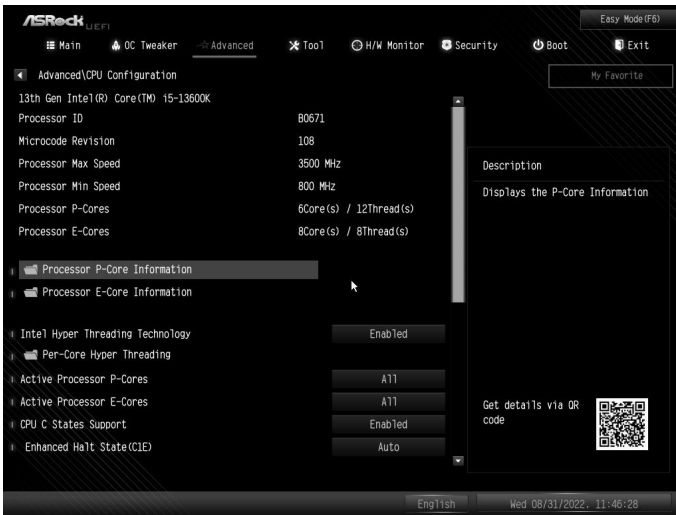 ASRock UEFI
Easy Mode(F6)
Main OC Tweaker Advanced Tool H/W Monitor Security Boot Exit
Advanced\CPU Configuration
My Favorite
13th Gen Intel(R) Core(TM) i5-13600K
Processor ID B0671
Microcode Revision 108
Processor Max Speed 3500 MHz
Processor Min Speed 800 MHz
Processor P-Cores 6Core(s) / 12Thread(s)
Processor E-Cores 8Core(s) / 8Thread(s)
Processor P-Core Information
Processor E-Core Information
Intel Hyper Threading Technology Enabled
Per-Core Hyper Threading
Active Processor P-Cores All
Active Processor E-Cores All
CPU C States Support Enabled
Enhanced Halt State(C1E) Auto
Description
Displays the P-Core Information
Get details via QR
code
English
Wed 08/31/2022. 11:46:28